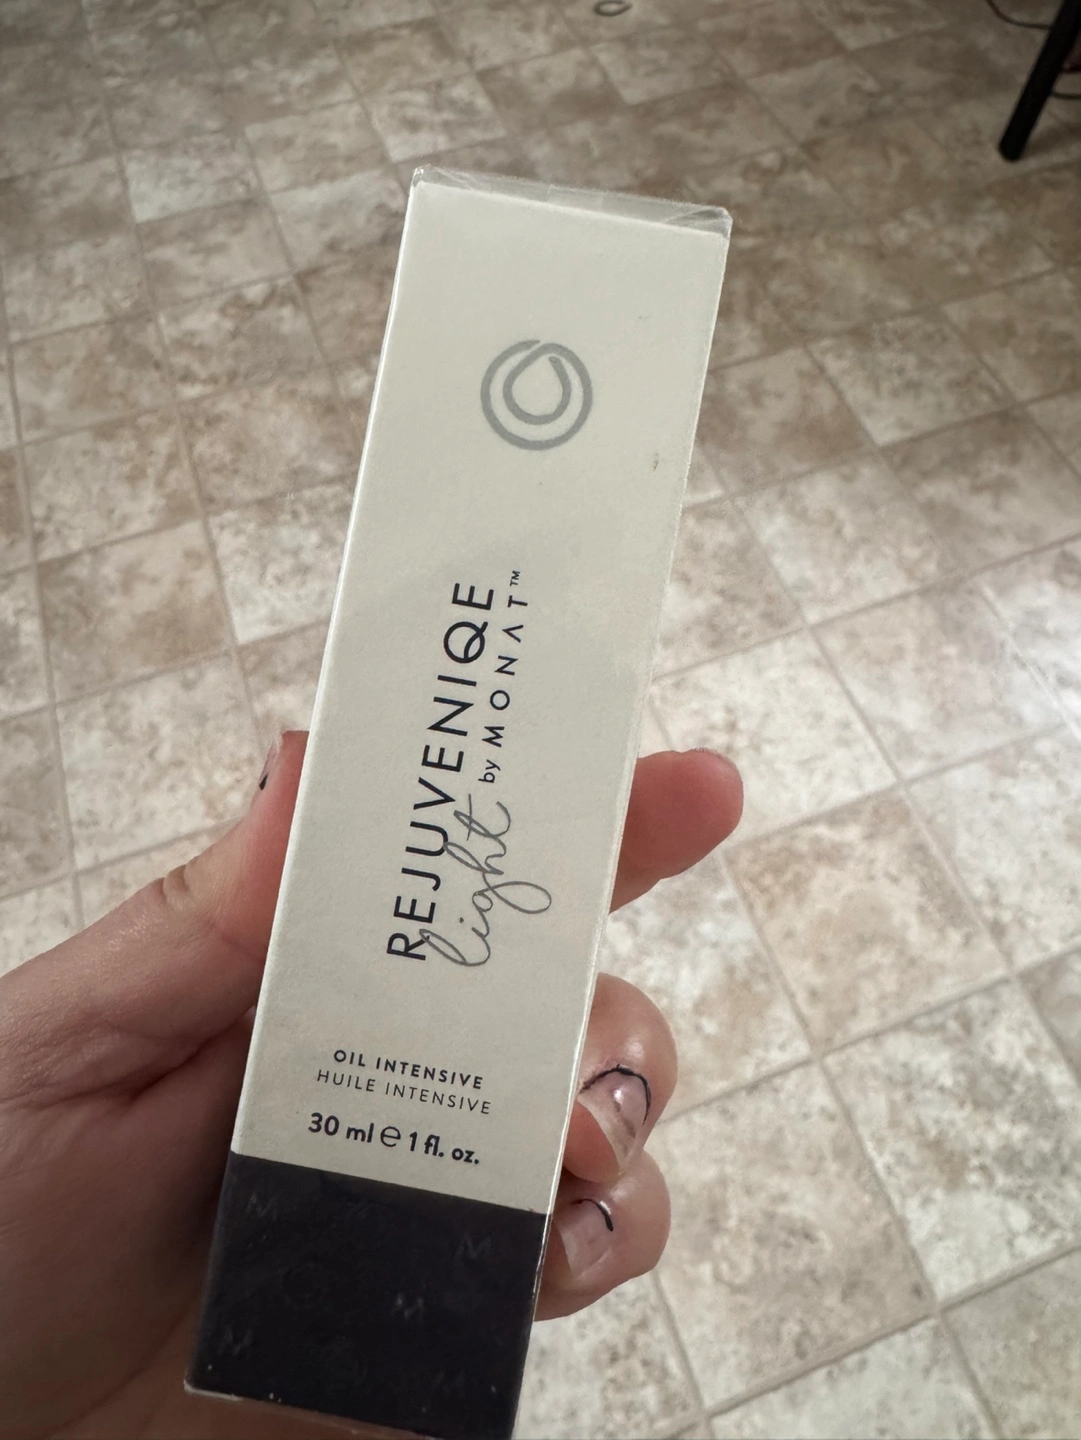 REJUVENIQE
light by MONAT™
OIL INTENSIVE
HUILE INTENSIVE
30 ml ℮ 1 fl. oz.
M
M
M
M
M